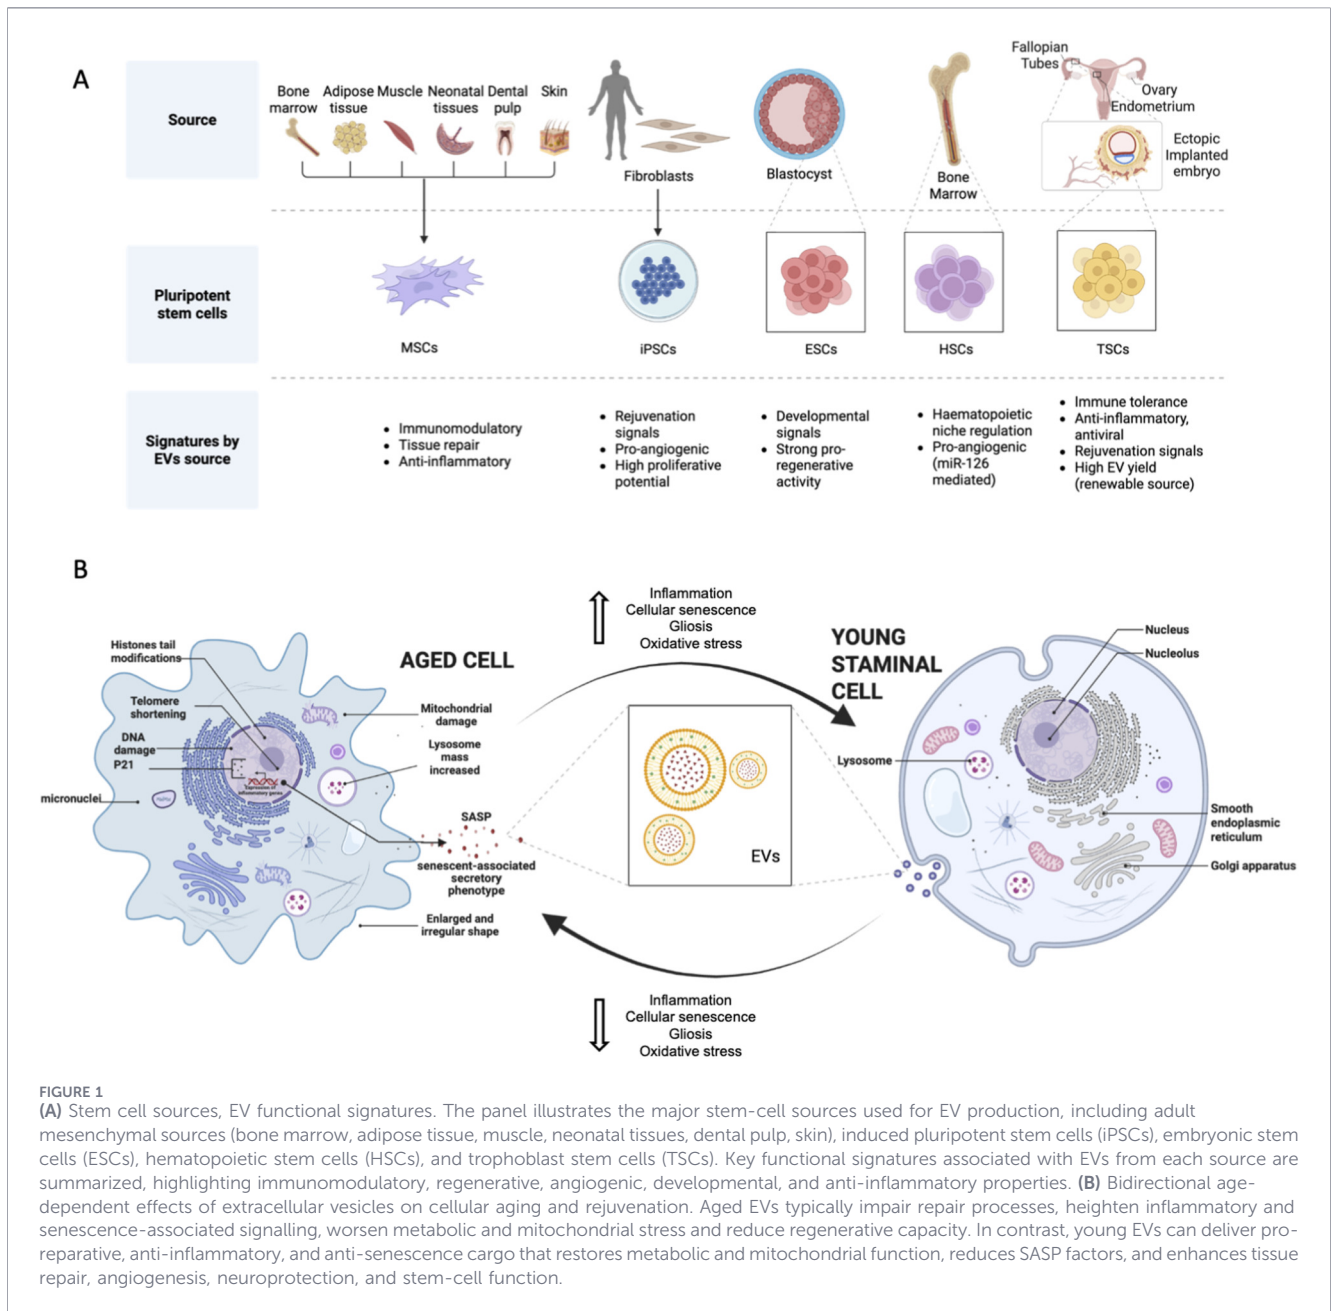 A
Source
Bone
marrow
Adipose
tissue
Muscle
Neonatal
tissues
Dental
pulp
Skin
Fibroblasts
Blastocyst
Bone
Marrow
Fallopian
Tubes
Ovary
Endometrium
Ectopic
Implanted
embryo
Pluripotent
stem cells
MSCs
iPSCs
ESCs
HSCs
TSCs
Signatures by
EVs source
• Immunomodulatory
• Tissue repair
• Anti-inflammatory
• Rejuvenation
signals
• Pro-angiogenic
• High proliferative
potential
• Developmental
signals
• Strong pro-
regenerative
activity
• Haematopoietic
niche regulation
• Pro-angiogenic
(miR-126
mediated)
• Immune tolerance
• Anti-inflammatory,
antiviral
• Rejuvenation signals
• High EV yield
(renewable source)
B
Inflammation
Cellular senescence
Gliosis
Oxidative stress
AGED CELL
Histones tail
modifications
Telomere
shortening
DNA
damage
P21
micronuclei
Expression of
inflammatory genes
Mitochondrial
damage
Lysosome
mass
increased
SASP
senescent-associated
secretory
phenotype
Enlarged and
irregular shape
EVs
YOUNG
STAMINAL
CELL
Nucleus
Nucleolus
Lysosome
Smooth
endoplasmic
reticulum
Golgi apparatus
Inflammation
Cellular senescence
Gliosis
Oxidative stress
FIGURE 1
(A) Stem cell sources, EV functional signatures. The panel illustrates the major stem-cell sources used for EV production, including adult
mesenchymal sources (bone marrow, adipose tissue, muscle, neonatal tissues, dental pulp, skin), induced pluripotent stem cells (iPSCs), embryonic stem
cells (ESCs), hematopoietic stem cells (HSCs), and trophoblast stem cells (TSCs). Key functional signatures associated with EVs from each source are
summarized, highlighting immunomodulatory, regenerative, angiogenic, developmental, and anti-inflammatory properties. (B) Bidirectional age-
dependent effects of extracellular vesicles on cellular aging and rejuvenation. Aged EVs typically impair repair processes, heighten inflammatory and
senescence-associated signalling, worsen metabolic and mitochondrial stress and reduce regenerative capacity. In contrast, young EVs can deliver pro-
reparative, anti-inflammatory, and anti-senescence cargo that restores metabolic and mitochondrial function, reduces SASP factors, and enhances tissue
repair, angiogenesis, neuroprotection, and stem-cell function.